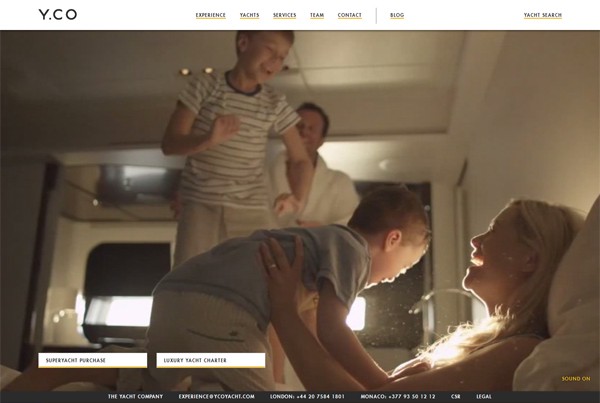 Y.CO
EXPERIENCE YACHTS SERVICES TEAM CONTACT BLOG YACHT SEARCH
SUPERYACHT PURCHASE LUXURY YACHT CHARTER
SOUND ON
THE YACHT COMPANY EXPERIENCE@YCOYACHT.COM LONDON: +44 20 7584 1801 MONACO: +377 93 50 12 12 CSR LEGAL